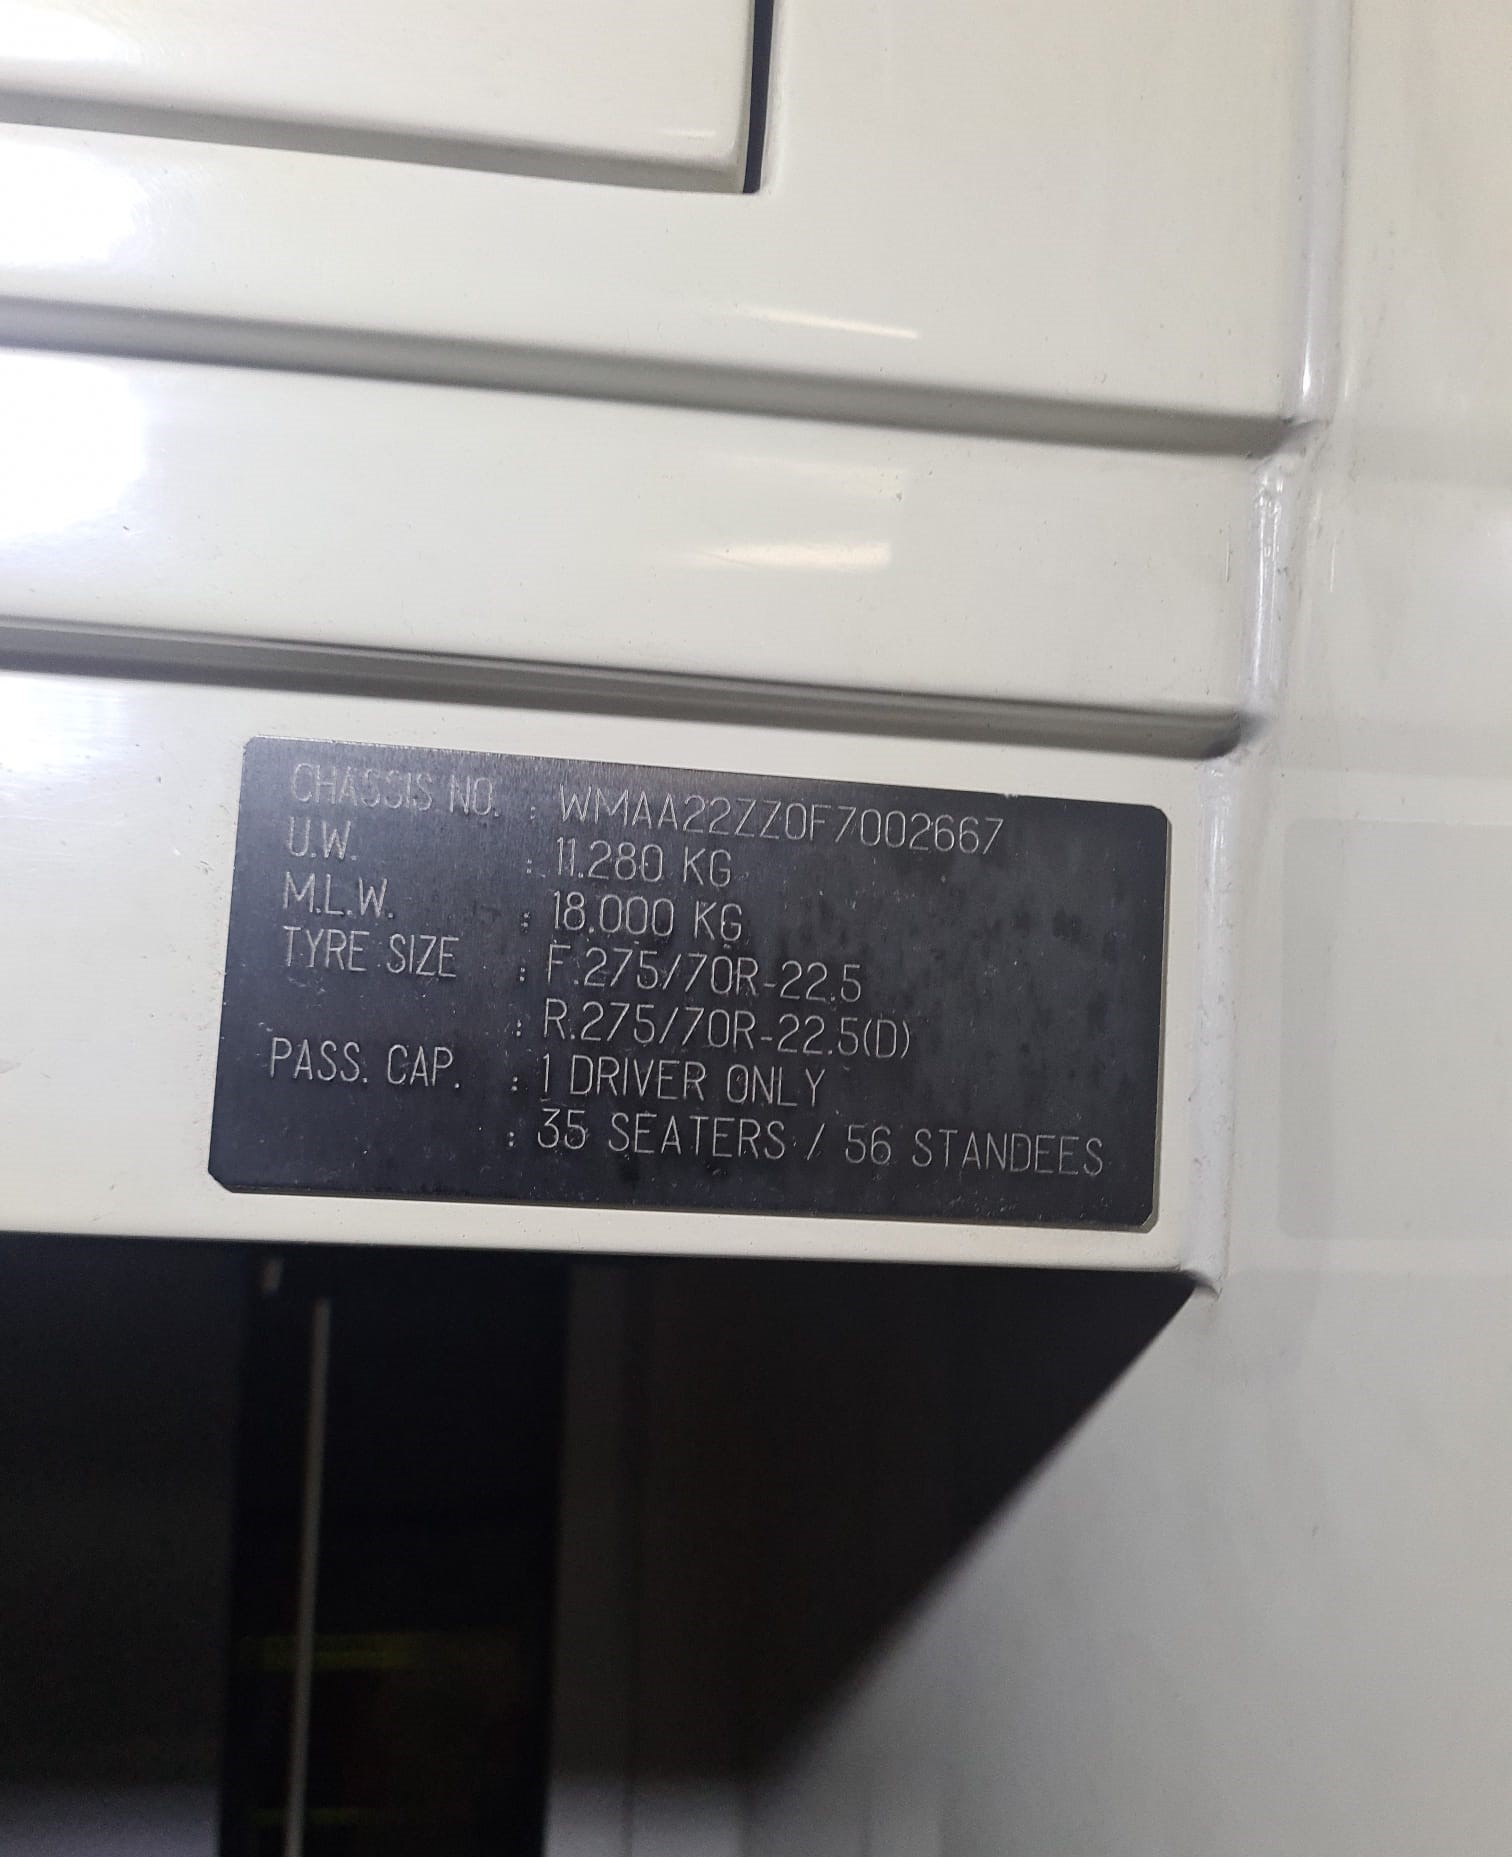 CHASSIS NO. : WMAA22ZZ0F7002667
U.W. : 11.280 KG
M.L.W. : 18.000 KG
TYRE SIZE : F.275/70R-22.5
: R.275/70R-22.5(D)
PASS. CAP. : 1 DRIVER ONLY
: 35 SEATERS / 56 STANDEES